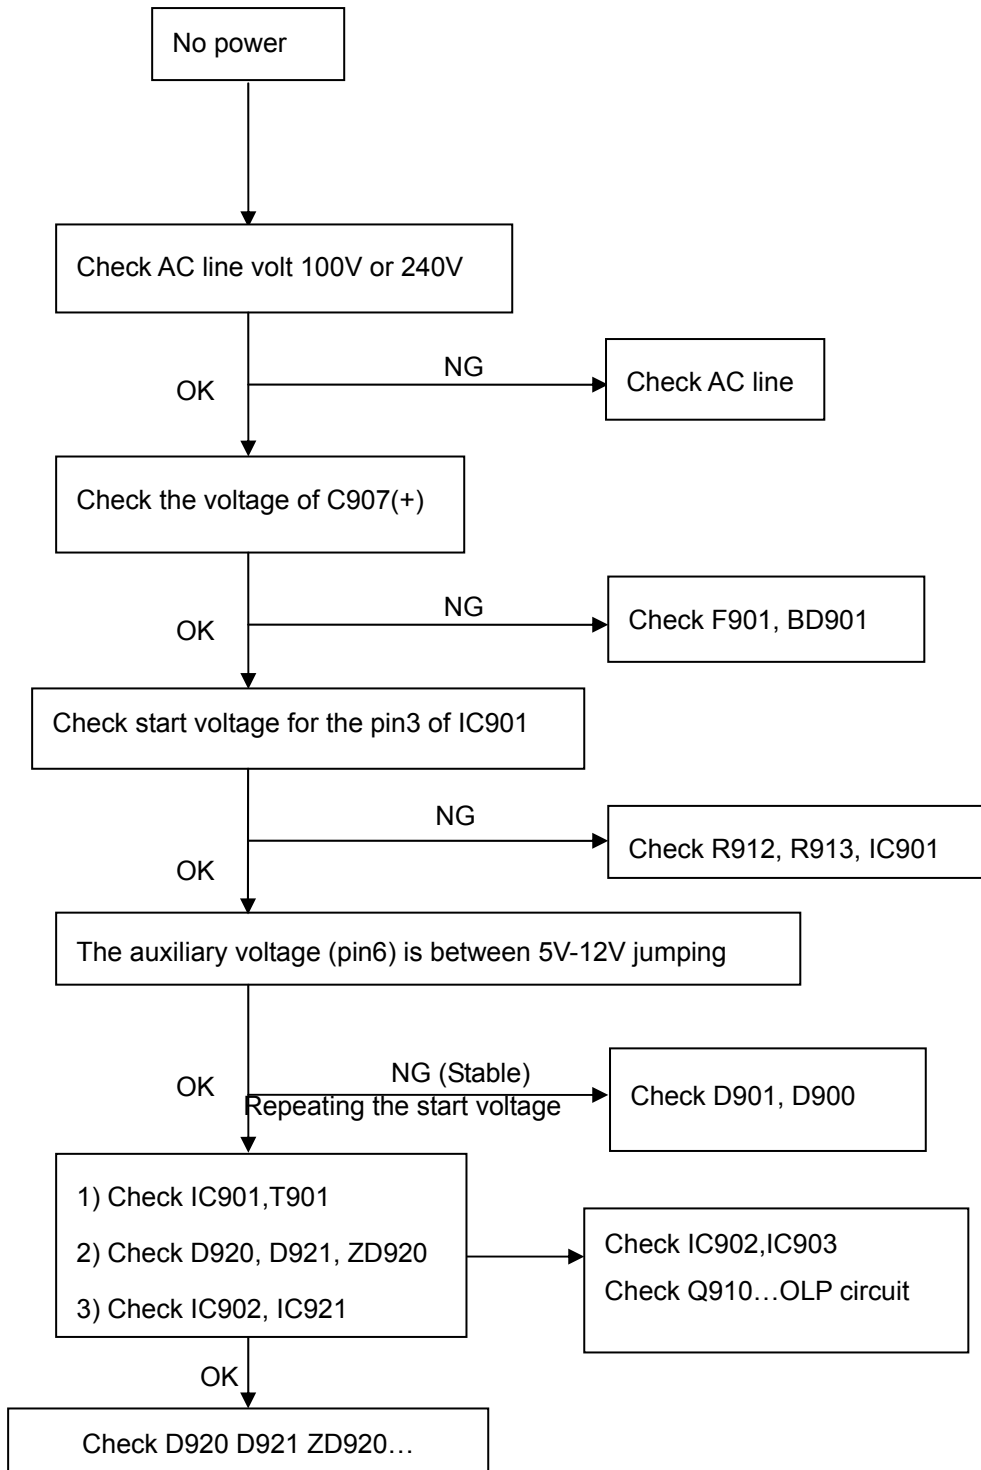 No power
Check AC line volt 100V or 240V
NG
OK
Check AC line
Check the voltage of C907(+)
NG
OK
Check F901, BD901
Check start voltage for the pin3 of IC901
NG
OK
Check R912, R913, IC901
The auxiliary voltage (pin6) is between 5V-12V jumping
NG (Stable)
OK
Repeating the start voltage
Check D901, D900
1) Check IC901,T901
2) Check D920, D921, ZD920
3) Check IC902, IC921
Check IC902,IC903
Check Q910…OLP circuit
OK
Check D920 D921 ZD920…